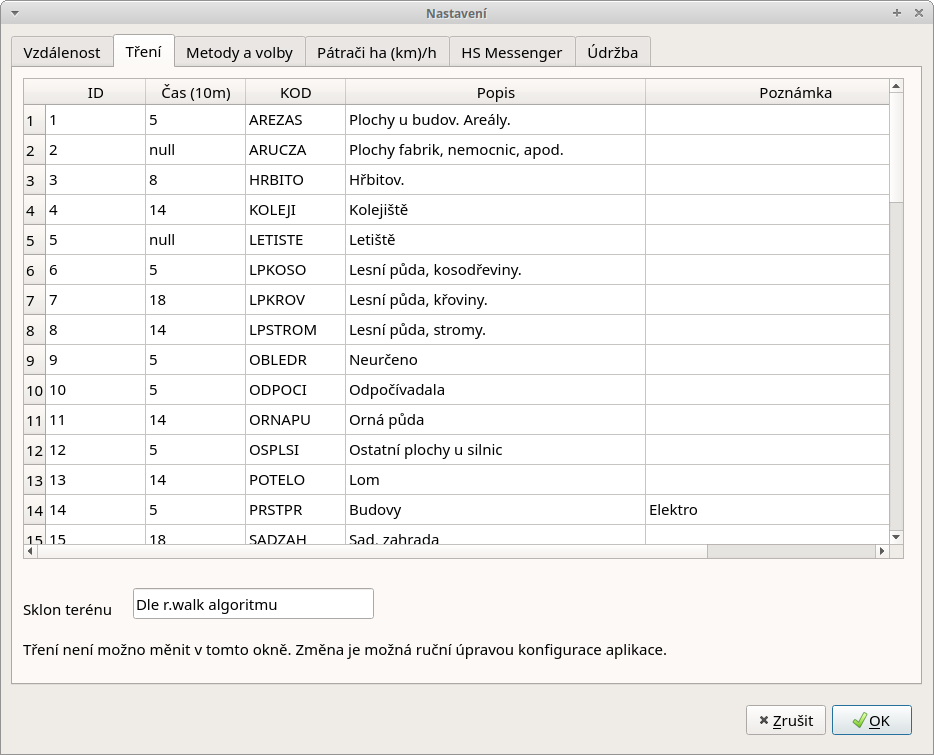 Nastavení
Vzdálenost Tření Metody a volby Pátrači ha (km)/h HS Messenger Údržba
ID Čas (10m) KOD Popis Poznámka
1 1 5 AREZAS Plochy u budov. Areály.
2 2 null ARUCZA Plochy fabrik, nemocnic, apod.
3 3 8 HRBITO Hřbitov.
4 4 14 KOLEJI Kolejiště
5 5 null LETISTE Letiště
6 6 5 LPKOSO Lesní půda, kosodřeviny.
7 7 18 LPKROV Lesní půda, křoviny.
8 8 14 LPSTROM Lesní půda, stromy.
9 9 5 OBLEDR Neurčeno
10 10 5 ODPOCI Odpočívadala
11 11 14 ORNAPU Orná půda
12 12 5 OSPLSI Ostatní plochy u silnic
13 13 14 POTELO Lom
14 14 5 PRSTPR Budovy Elektro
15 15 18 SADZAH Sad, zahrada
Sklon terénu Dle r.walk algoritmu
Tření není možno měnit v tomto okně. Změna je možná ruční úpravou konfigurace aplikace.
Zrušit OK